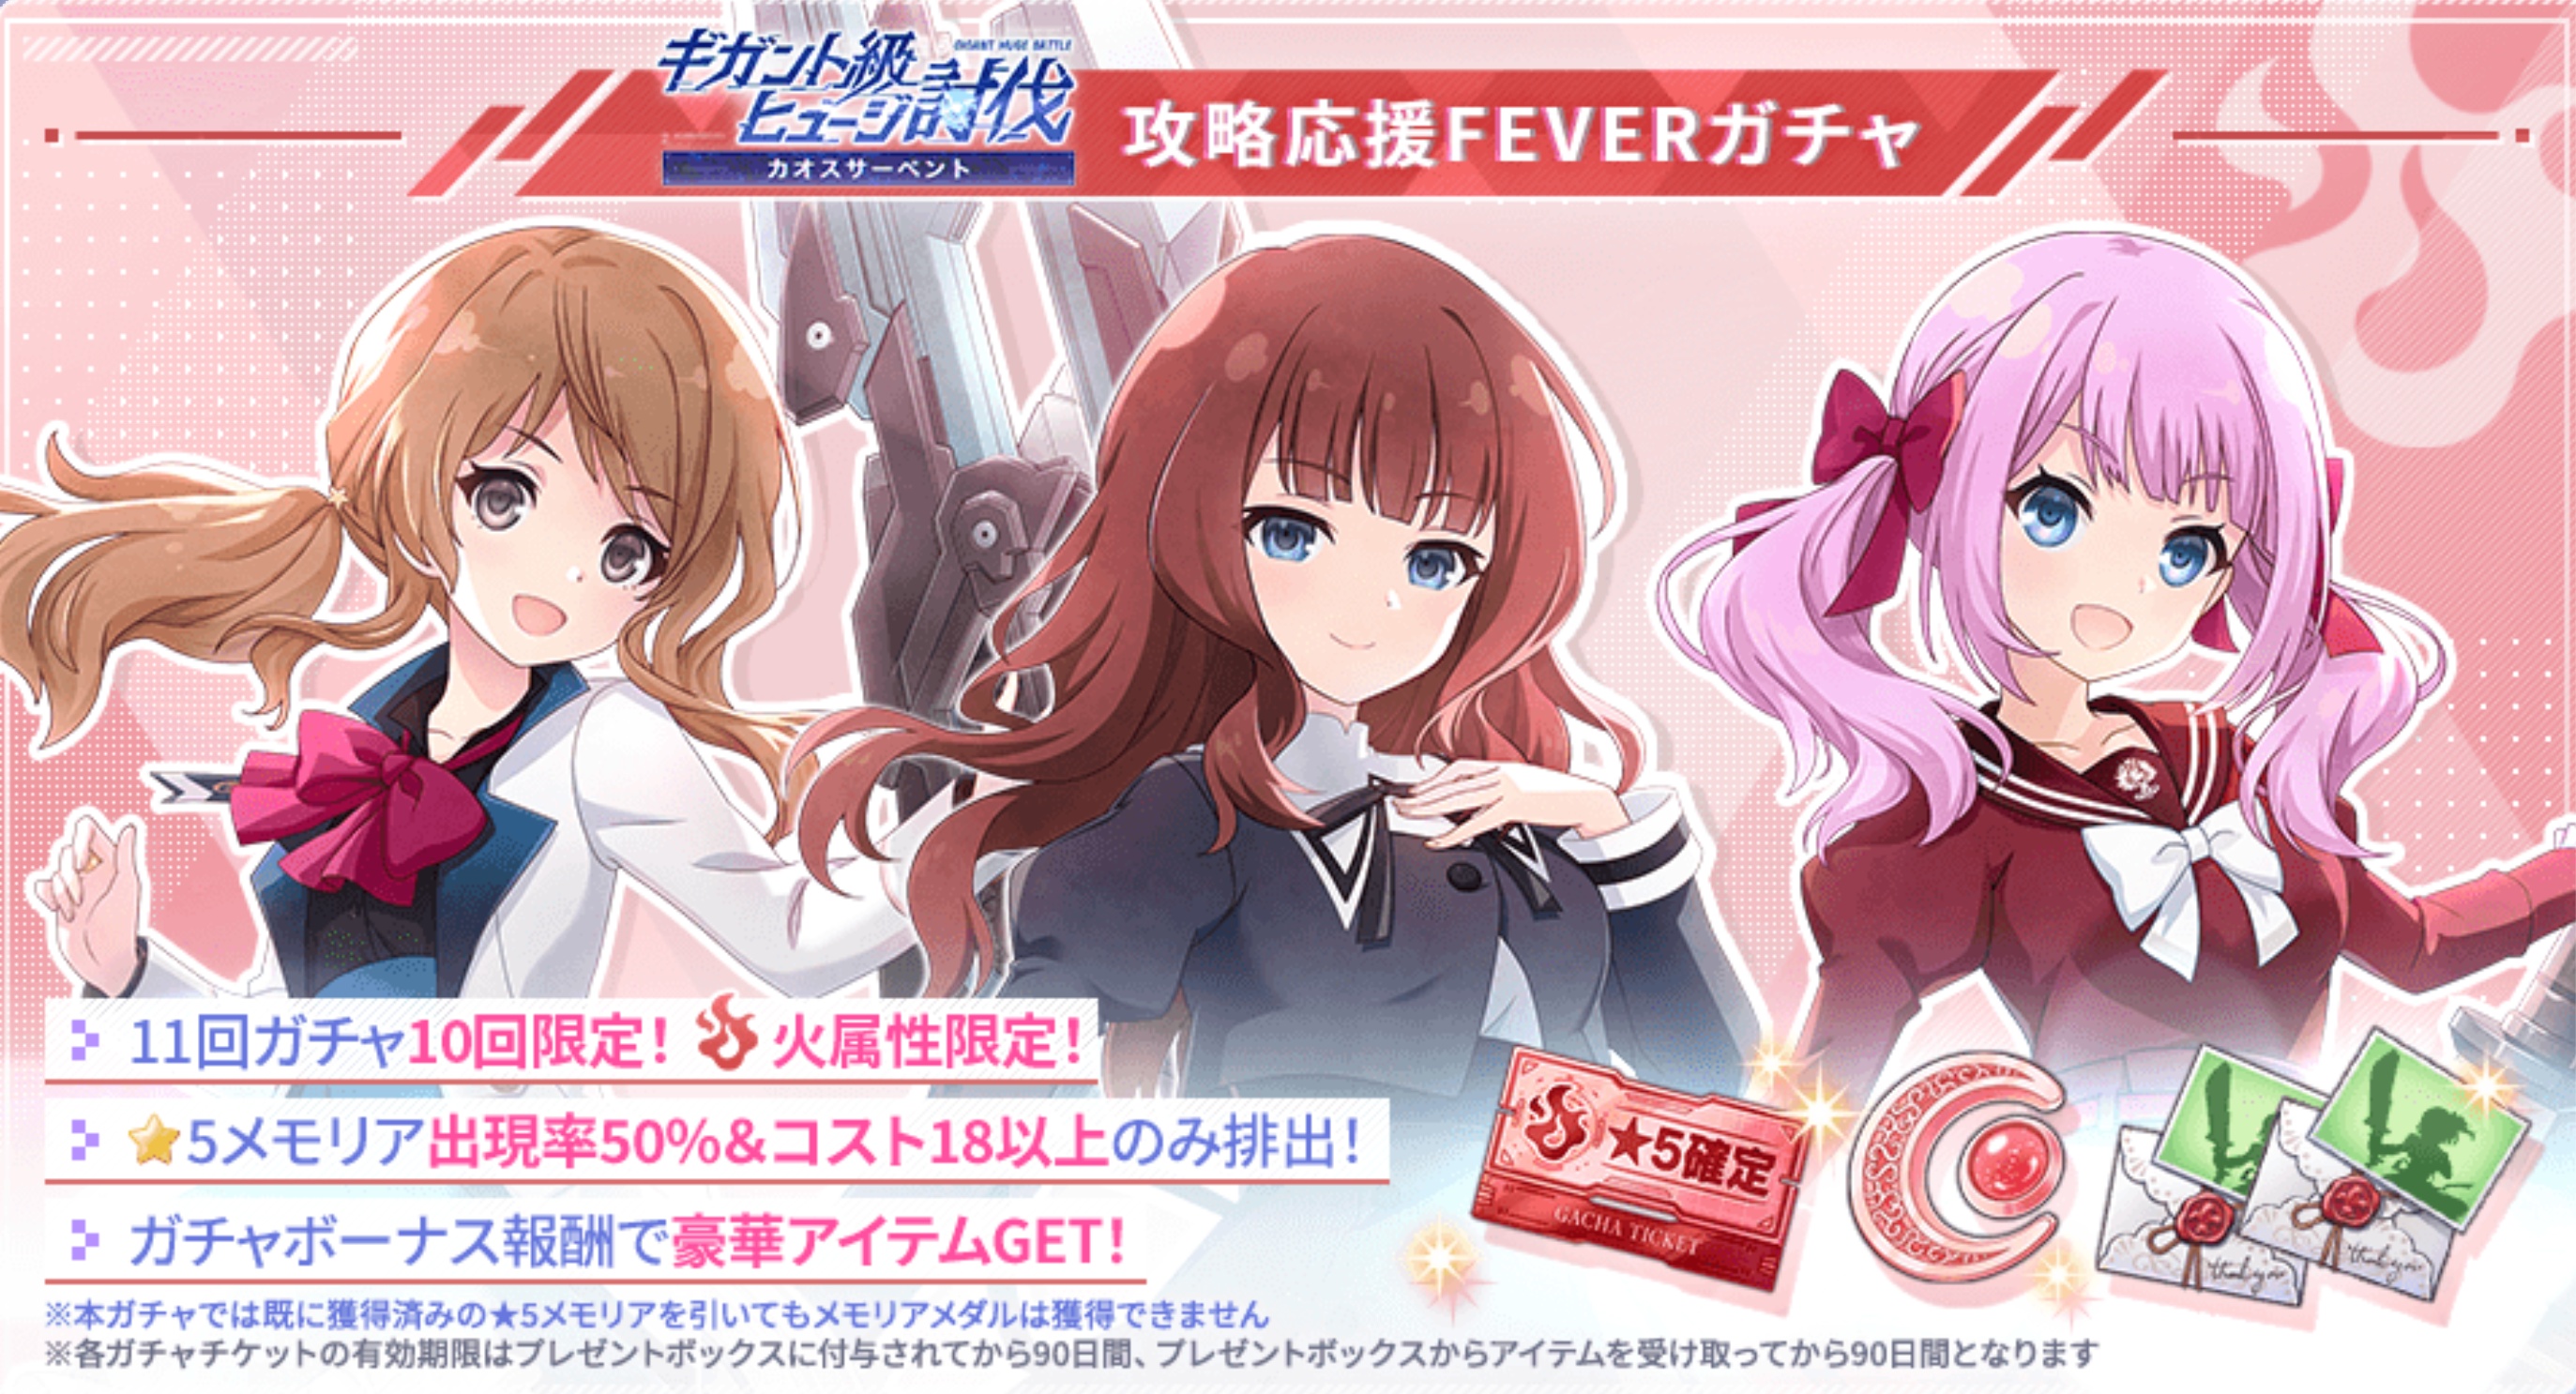 ギガント級
GIGANT HUGE BATTLE
ヒュージ討伐
カオスサーペント
攻略応援FEVERガチャ
11回ガチャ10回限定! 火属性限定!
5メモリア出現率50%&コスト18以上のみ排出!
ガチャボーナス報酬で豪華アイテムGET!
★5確定
GACHA TICKET
thank you
thank you
※本ガチャでは既に獲得済みの★5メモリアを引いてもメモリアメダルは獲得できません
※各ガチャチケットの有効期限はプレゼントボックスに付与されてから90日間、プレゼントボックスからアイテムを受け取ってから90日間となります